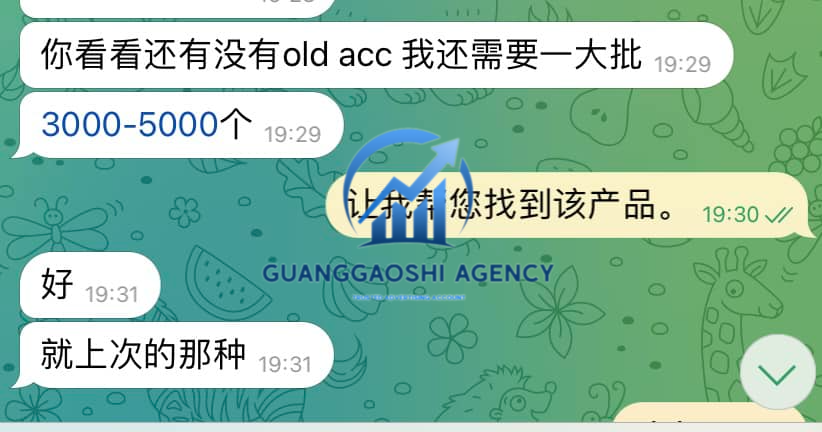 你看看还有没有old acc 我还需要一大批 19:29
3000-5000个 19:29
让我帮您找到该产品。 19:30
GUANGGAOSHI AGENCY
好 19:31
就上次的那种 19:31